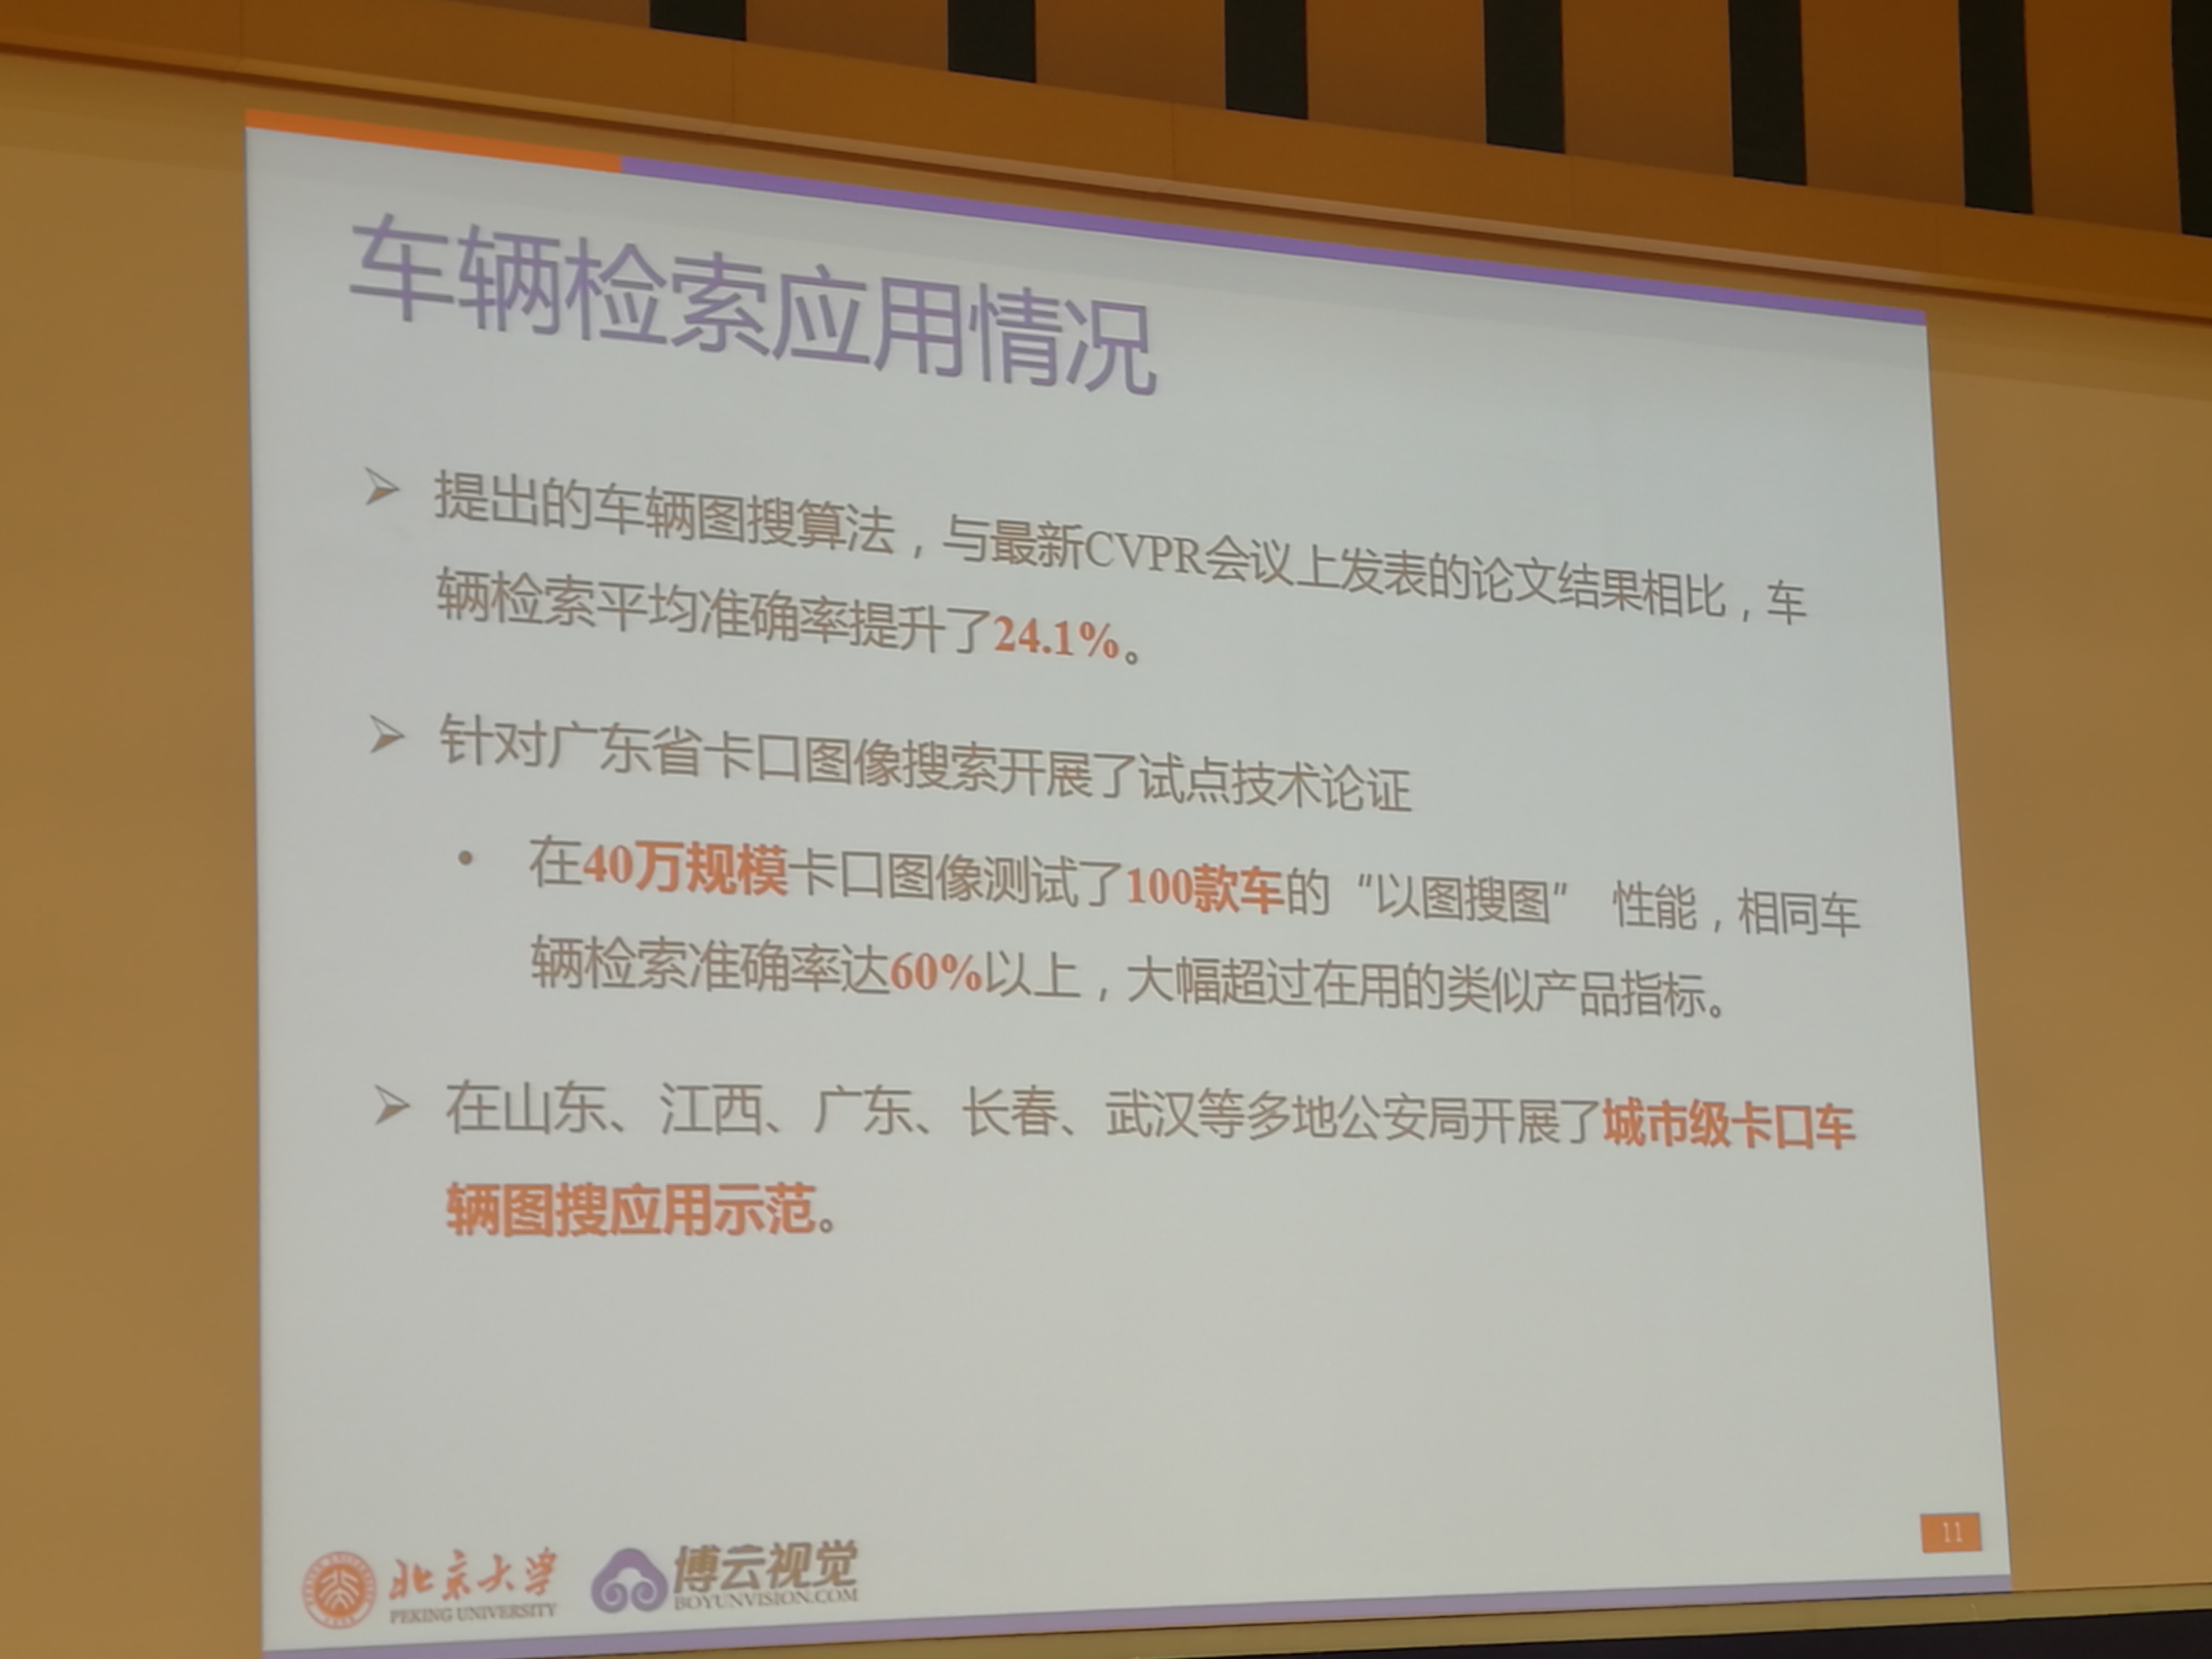 车辆检索应用情况
➢ 提出的车辆图搜算法，与最新CVPR会议上发表的论文结果相比，车
辆检索平均准确率提升了24.1%。
➢ 针对广东省卡口图像搜索开展了试点技术论证
• 在40万规模卡口图像测试了100款车的“以图搜图” 性能，相同车
辆检索准确率达60%以上，大幅超过在用的类似产品指标。
➢ 在山东、江西、广东、长春、武汉等多地公安局开展了城市级卡口车
辆图搜应用示范。
北京大学
PEKING UNIVERSITY
博云视觉
BOYUNVISION.COM
11